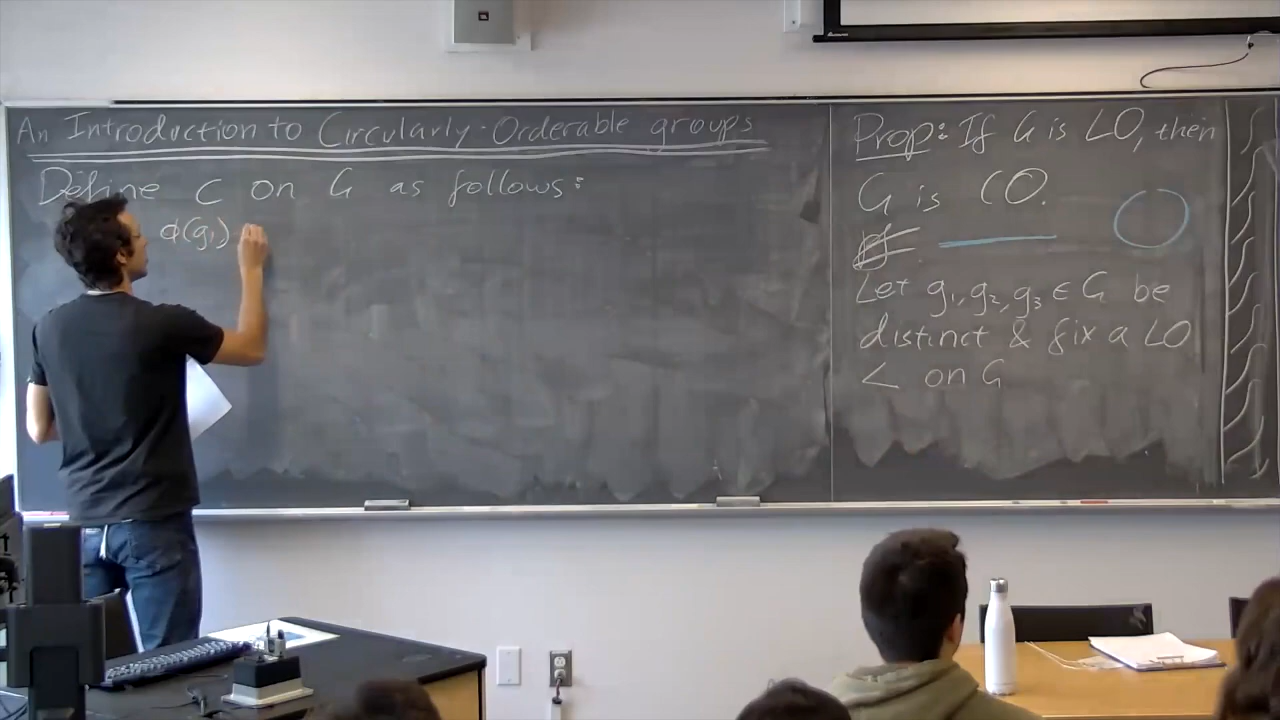 An Introduction to Circularly-Orderable groups
Define c on G as follows:
ϕ(g₁)
Prop: If G is LO, then
G is CO.
Let g₁, g₂, g₃ ∈ G be
distinct & fix a LO
< on G